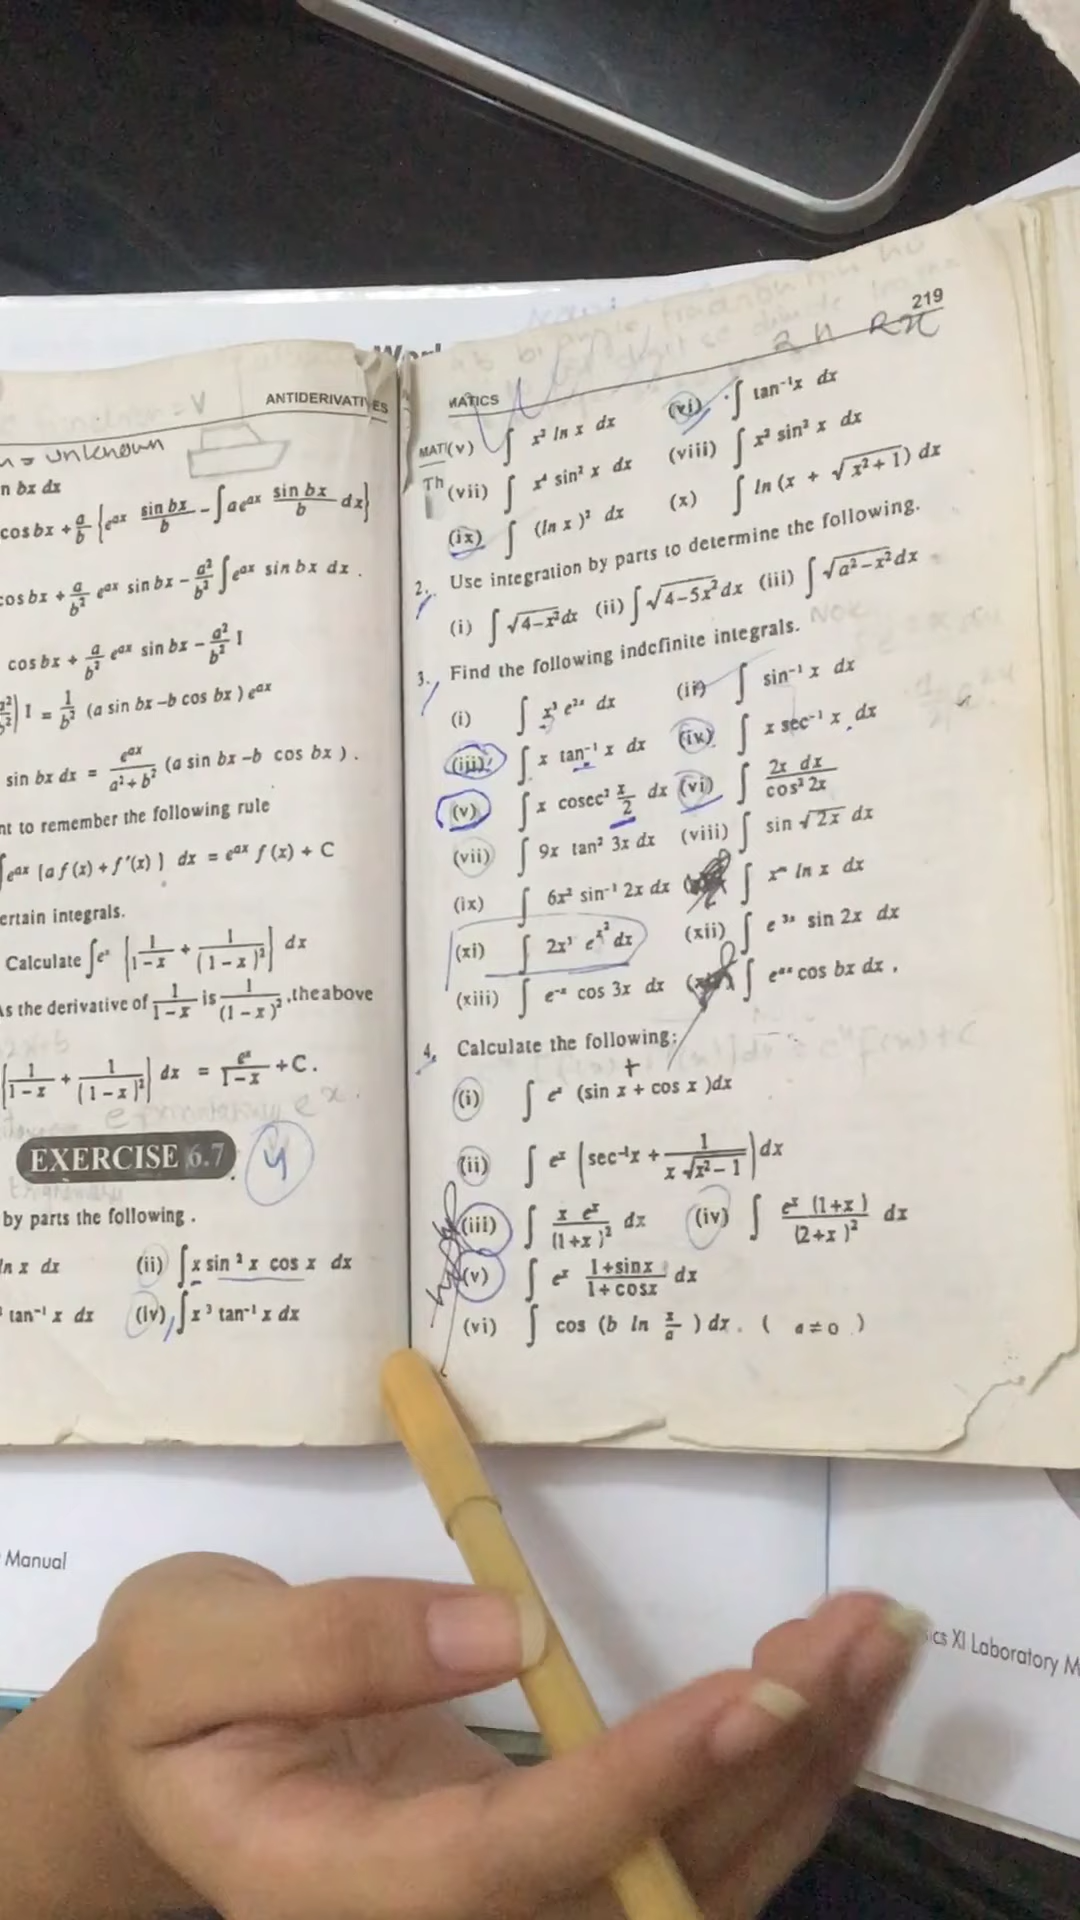 ANTIDERIVATIVES
unknown
n bx dx
cos bx + a/b {e^ax sin bx/b - ∫ae^ax sin bx/b dx}
cos bx + a/b² e^ax sin bx - a²/b² ∫e^ax sin bx dx .
cos bx + a/b² e^ax sin bx - a²/b² I
I = 1/b² (a sin bx - b cos bx ) e^ax
sin bx dx = e^ax/(a² + b²) (a sin bx - b cos bx ) .
nt to remember the following rule
∫e^ax [a f(x) + f'(x) ] dx = e^ax f(x) + C
ertain integrals.
Calculate ∫e^x [1/(1-x) + 1/(1-x)²] dx
As the derivative of 1/(1-x) is 1/(1-x)² ,the above
[1/(1-x) + 1/(1-x)²] dx = e^x/(1-x) + C .
EXERCISE 6.7
4
by parts the following .
ln x dx (ii) ∫ x sin² x cos x dx
tan⁻¹ x dx (iv) ∫ x³ tan⁻¹ x dx
219
MATICS
MAT
Th
(v) ∫ x² ln x dx (vi) ∫ tan⁻¹x dx
(vii) ∫ x⁴ sin² x dx (viii) ∫ x² sin² x dx
(ix) ∫ (ln x )² dx (x) ∫ ln (x + √(x² + 1)) dx
2. Use integration by parts to determine the following.
(i) ∫ √(4-x²) dx (ii) ∫ √(4-5x²) dx (iii) ∫ √(a²-x²) dx
3. Find the following indefinite integrals.
(i) ∫ x³ e^2x dx (ii) ∫ sin⁻¹ x dx
(iii) ∫ x tan⁻¹ x dx (iv) ∫ x sec⁻¹ x dx
(v) ∫ x cosec² x/2 dx (vi) ∫ 2x dx/cos² 2x
(vii) ∫ 9x tan² 3x dx (viii) ∫ sin √2x dx
(ix) ∫ 6x² sin⁻¹ 2x dx ∫ xⁿ ln x dx
(xi) ∫ 2x³ e^x² dx (xii) ∫ e^3x sin 2x dx
(xiii) ∫ e^-x cos 3x dx ∫ e^ax cos bx dx .
4. Calculate the following:
+
(i) ∫ e^x (sin x + cos x )dx
(ii) ∫ e^x [sec⁻¹x + 1/(x √(x² - 1))] dx
(iii) ∫ x e^x/(1+x )² dx (iv) ∫ e^x (1+x )/(2+x )² dx
(v) ∫ e^x (1+sinx)/(1+cosx) dx
(vi) ∫ cos (b ln x/a ) dx . ( a≠0 )
Manual
ics XI Laboratory M